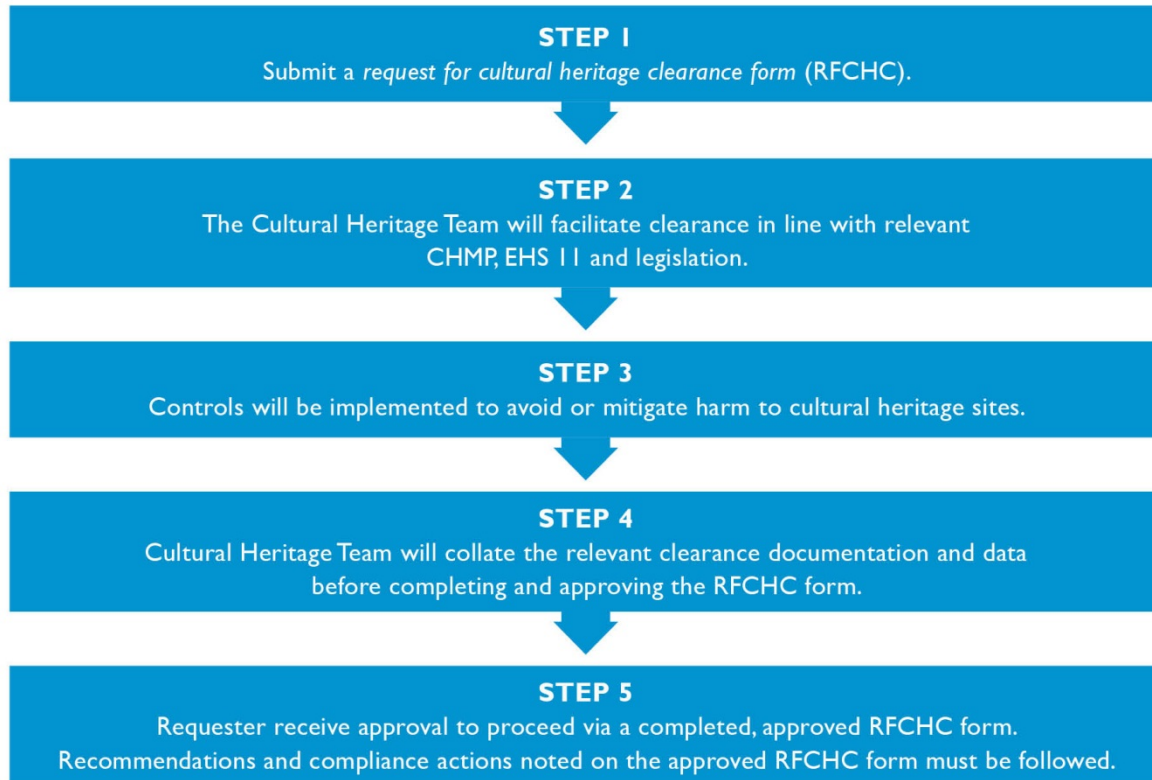 STEP 1
Submit a request for cultural heritage clearance form (RFCHC).
STEP 2
The Cultural Heritage Team will facilitate clearance in line with relevant
CHMP, EHS 11 and legislation.
STEP 3
Controls will be implemented to avoid or mitigate harm to cultural heritage sites.
STEP 4
Cultural Heritage Team will collate the relevant clearance documentation and data
before completing and approving the RFCHC form.
STEP 5
Requester receive approval to proceed via a completed, approved RFCHC form.
Recommendations and compliance actions noted on the approved RFCHC form must be followed.